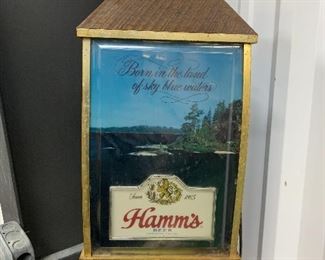 Born in the land
of sky blue waters
Since 1865
Hamm's
BEER